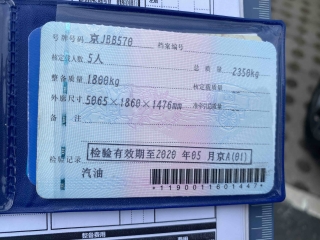 号牌号码 京JBB570 档案编号
核定载人数 5人 总质量 2350kg
整备质量 1800kg 核定载质量
外廓尺寸 5065×1860×1476mm 准牵引总质量
备注
检验记录 检验有效期至2020年05月京A(01)
汽油
*1190011601447*